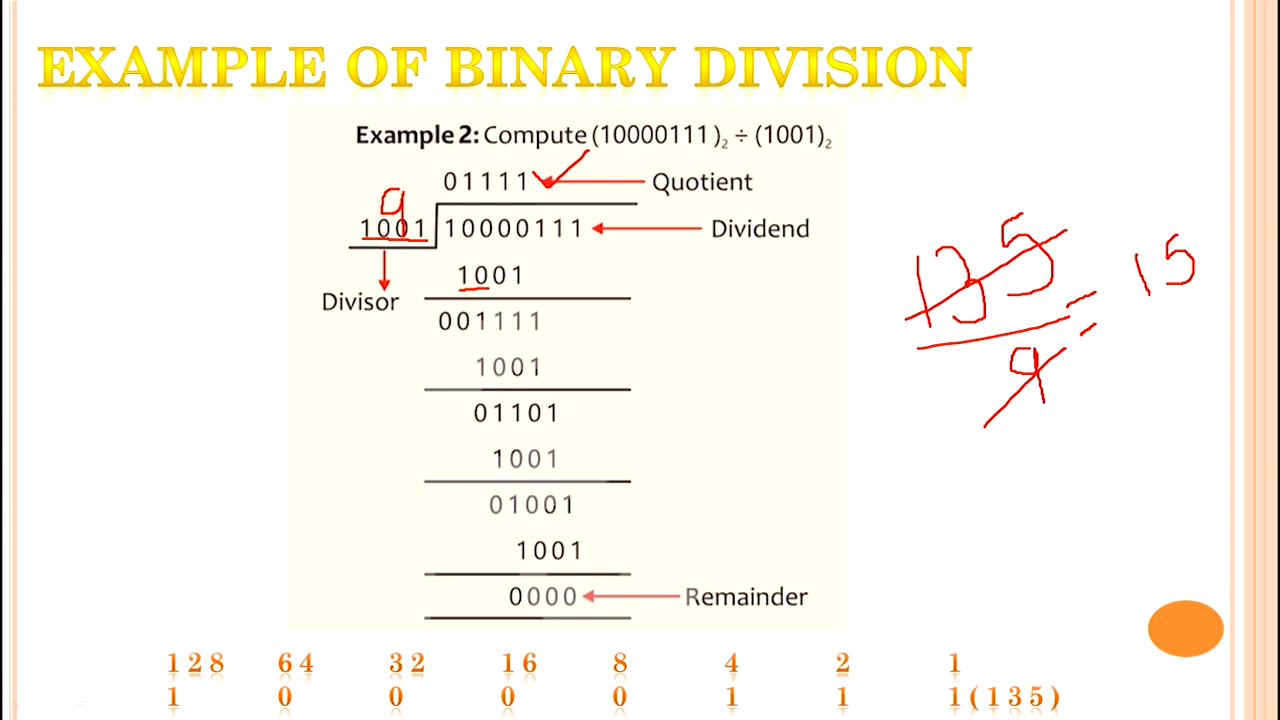 EXAMPLE OF BINARY DIVISION
Example 2: Compute (10000111)₂ ÷ (1001)₂
01111 Quotient
9
1001 10000111 Dividend
1001
Divisor
001111
1001
01101
1001
01001
1001
0000 Remainder
135
9
= 15
128 64 32 16 8 4 2 1
1 0 0 0 0 1 1 1(135)